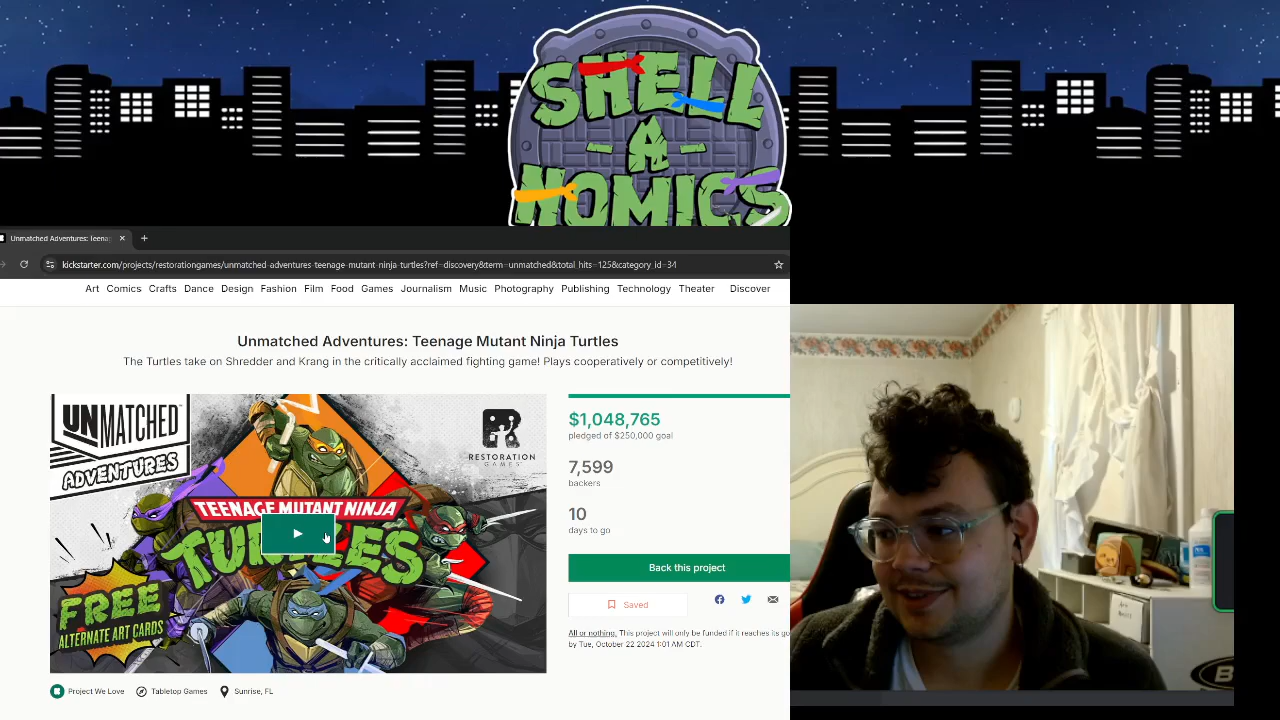 SHELL
-A-
NOMICS
Unmatched Adventures: Teena
kickstarter.com/projects/restorationgames/unmatched-adventures-teenage-mutant-ninja-turtles?ref=discovery&term=unmatched&total_hits=125&category_id=34
Art Comics Crafts Dance Design Fashion Film Food Games Journalism Music Photography Publishing Technology Theater Discover
Unmatched Adventures: Teenage Mutant Ninja Turtles
The Turtles take on Shredder and Krang in the critically acclaimed fighting game! Plays cooperatively or competitively!
UNMATCHED
ADVENTURES
RESTORATION
GAMES
TEENAGE MUTANT NINJA
TURTLES
FREE
ALTERNATE ART CARDS
$1,048,765
pledged of $250,000 goal
7,599
backers
10
days to go
Back this project
Saved
All or nothing. This project will only be funded if it reaches its go
by Tue, October 22 2024 1:01 AM CDT.
Project We Love Tabletop Games Sunrise, FL